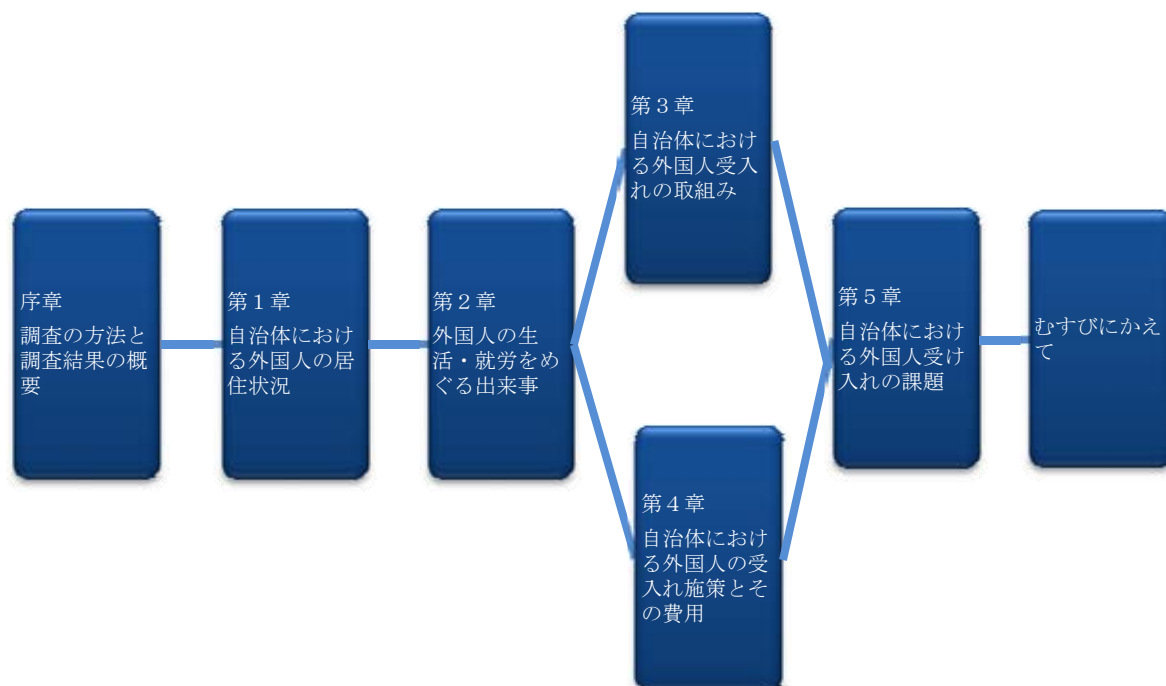 序章
調査の方法と
調査結果の概
要
第１章
自治体におけ
る外国人の居
住状況
第２章
外国人の生
活・就労をめ
ぐる出来事
第３章
自治体におけ
る外国人受入
れの取組み
第４章
自治体におけ
る外国人の受
入れ施策とそ
の費用
第５章
自治体におけ
る外国人受け
入れの課題
むすびにかえ
て